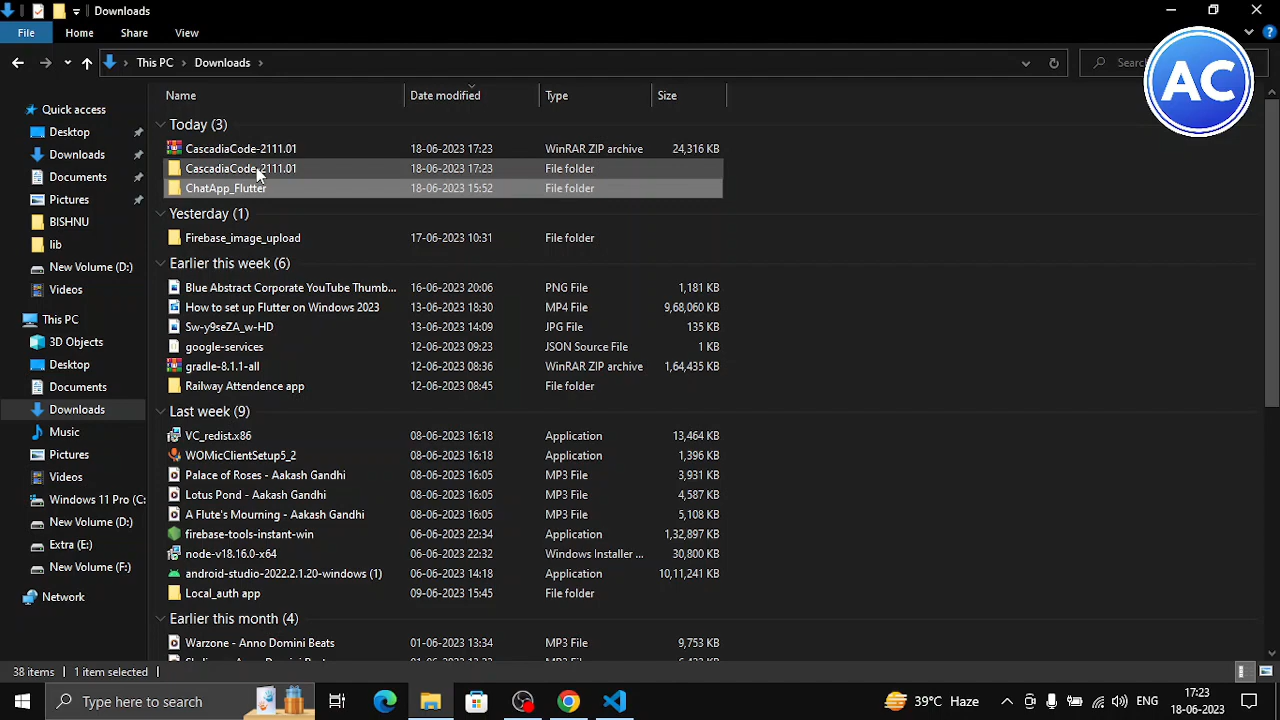 Downloads
File Home Share View
This PC Downloads
Searc
AC
Name Date modified Type Size
Quick access
Desktop
Downloads
Documents
Pictures
BISHNU
lib
New Volume (D:)
Videos
This PC
3D Objects
Desktop
Documents
Downloads
Music
Pictures
Videos
Windows 11 Pro (C:
New Volume (D:)
Extra (E:)
New Volume (F:)
Network
Today (3)
CascadiaCode-2111.01 18-06-2023 17:23 WinRAR ZIP archive 24,316 KB
CascadiaCode-2111.01 18-06-2023 17:23 File folder
ChatApp_Flutter 18-06-2023 15:52 File folder
Yesterday (1)
Firebase_image_upload 17-06-2023 10:31 File folder
Earlier this week (6)
Blue Abstract Corporate YouTube Thumb... 16-06-2023 20:06 PNG File 1,181 KB
How to set up Flutter on Windows 2023 13-06-2023 18:30 MP4 File 9,68,060 KB
Sw-y9seZA_w-HD 13-06-2023 14:09 JPG File 135 KB
google-services 12-06-2023 09:23 JSON Source File 1 KB
gradle-8.1.1-all 12-06-2023 08:36 WinRAR ZIP archive 1,64,435 KB
Railway Attendence app 12-06-2023 08:45 File folder
Last week (9)
VC_redist.x86 08-06-2023 16:18 Application 13,464 KB
WOMicClientSetup5_2 08-06-2023 16:18 Application 1,396 KB
Palace of Roses - Aakash Gandhi 08-06-2023 16:05 MP3 File 3,931 KB
Lotus Pond - Aakash Gandhi 08-06-2023 16:05 MP3 File 4,587 KB
A Flute's Mourning - Aakash Gandhi 08-06-2023 16:05 MP3 File 5,108 KB
firebase-tools-instant-win 06-06-2023 22:34 Application 1,32,897 KB
node-v18.16.0-x64 06-06-2023 22:32 Windows Installer ... 30,800 KB
android-studio-2022.2.1.20-windows (1) 06-06-2023 14:18 Application 10,11,241 KB
Local_auth app 09-06-2023 15:45 File folder
Earlier this month (4)
Warzone - Anno Domini Beats 01-06-2023 13:34 MP3 File 9,753 KB
38 items 1 item selected
Type here to search
39°C Haze
ENG
17:23
18-06-2023